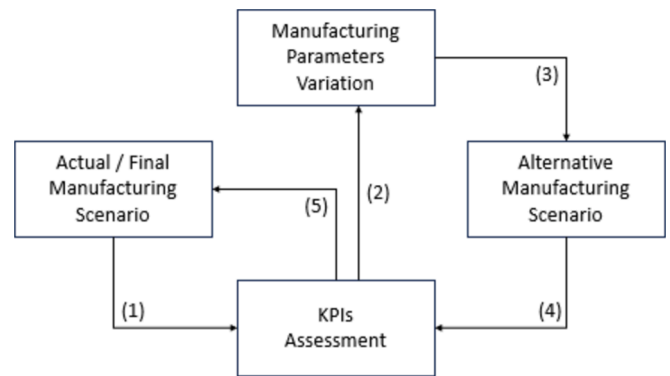 Manufacturing
Parameters
Variation
(3)
Actual / Final
Manufacturing
Scenario
(5)
(2)
Alternative
Manufacturing
Scenario
(1)
KPIs
Assessment
(4)